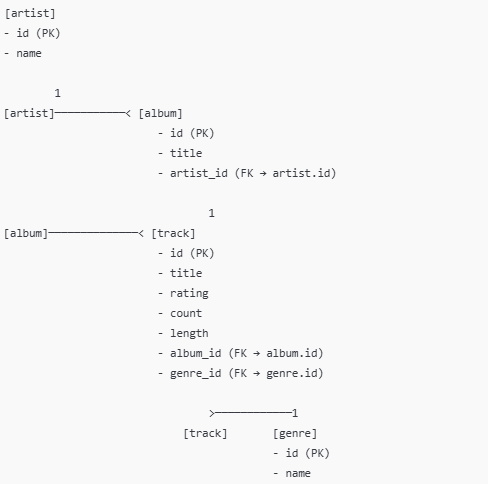 [artist]
- id (PK)
- name
1
[artist]───────────< [album]
- id (PK)
- title
- artist_id (FK → artist.id)
1
[album]──────────────< [track]
- id (PK)
- title
- rating
- count
- length
- album_id (FK → album.id)
- genre_id (FK → genre.id)
>────────────1
[track] [genre]
- id (PK)
- name